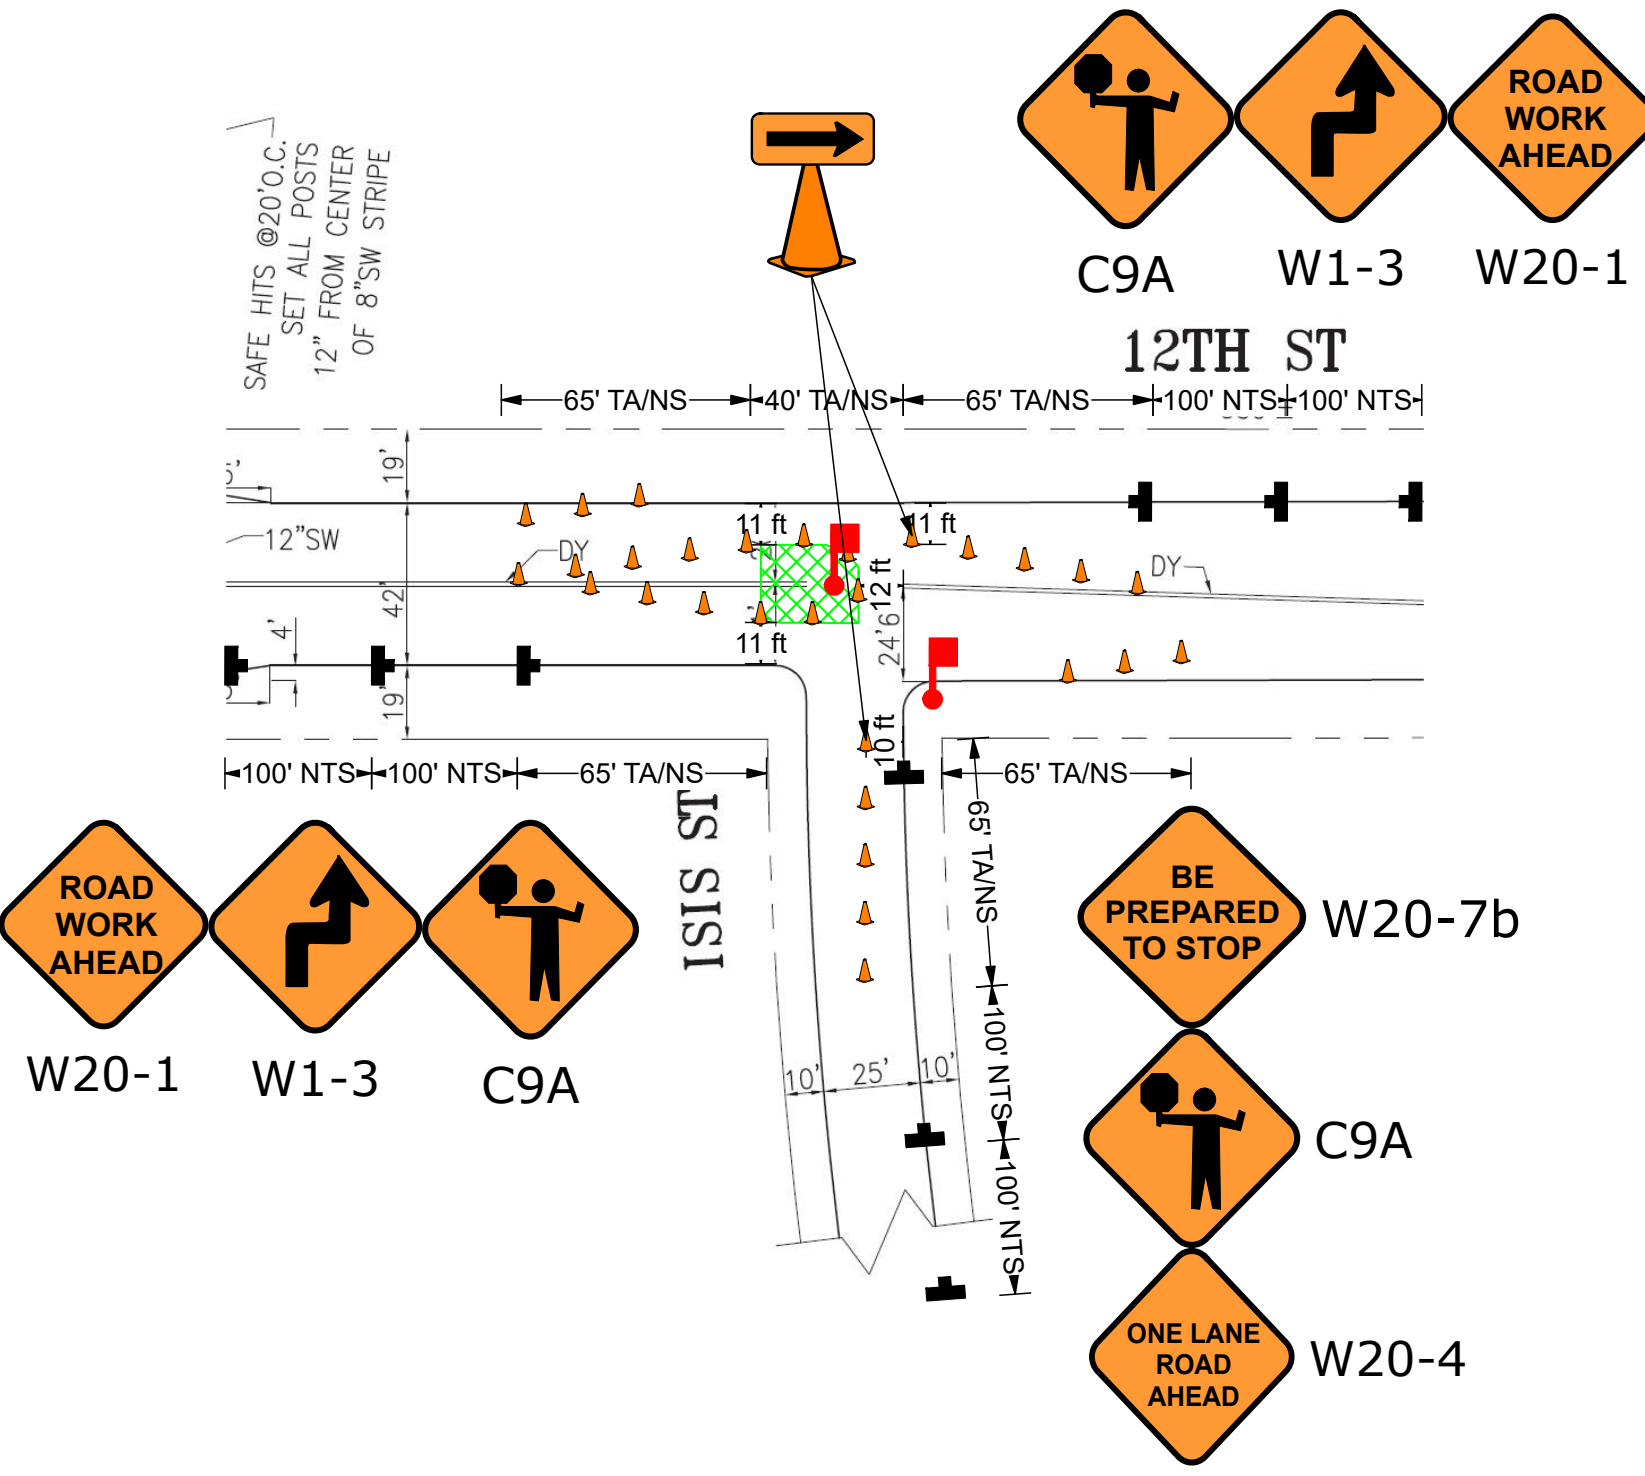 ROAD
WORK
AHEAD
C9A
W1-3
W20-1
SAFE HITS @20'O.C.
SET ALL POSTS
12" FROM CENTER
OF 8"SW STRIPE
12TH ST
65' TA/NS
40' TA/NS
65' TA/NS
100' NTS
100' NTS
19'
12"SW
DY
11 ft
11 ft
DY
12 ft
42'
4'
11 ft
24'6"
19'
10 ft
100' NTS
100' NTS
65' TA/NS
65' TA/NS
ISIS ST
65' TA/NS
ROAD
WORK
AHEAD
W20-1
W1-3
C9A
BE
PREPARED
TO STOP
W20-7b
100' NTS
10'
25'
10'
C9A
100' NTS
ONE LANE
ROAD
AHEAD
W20-4